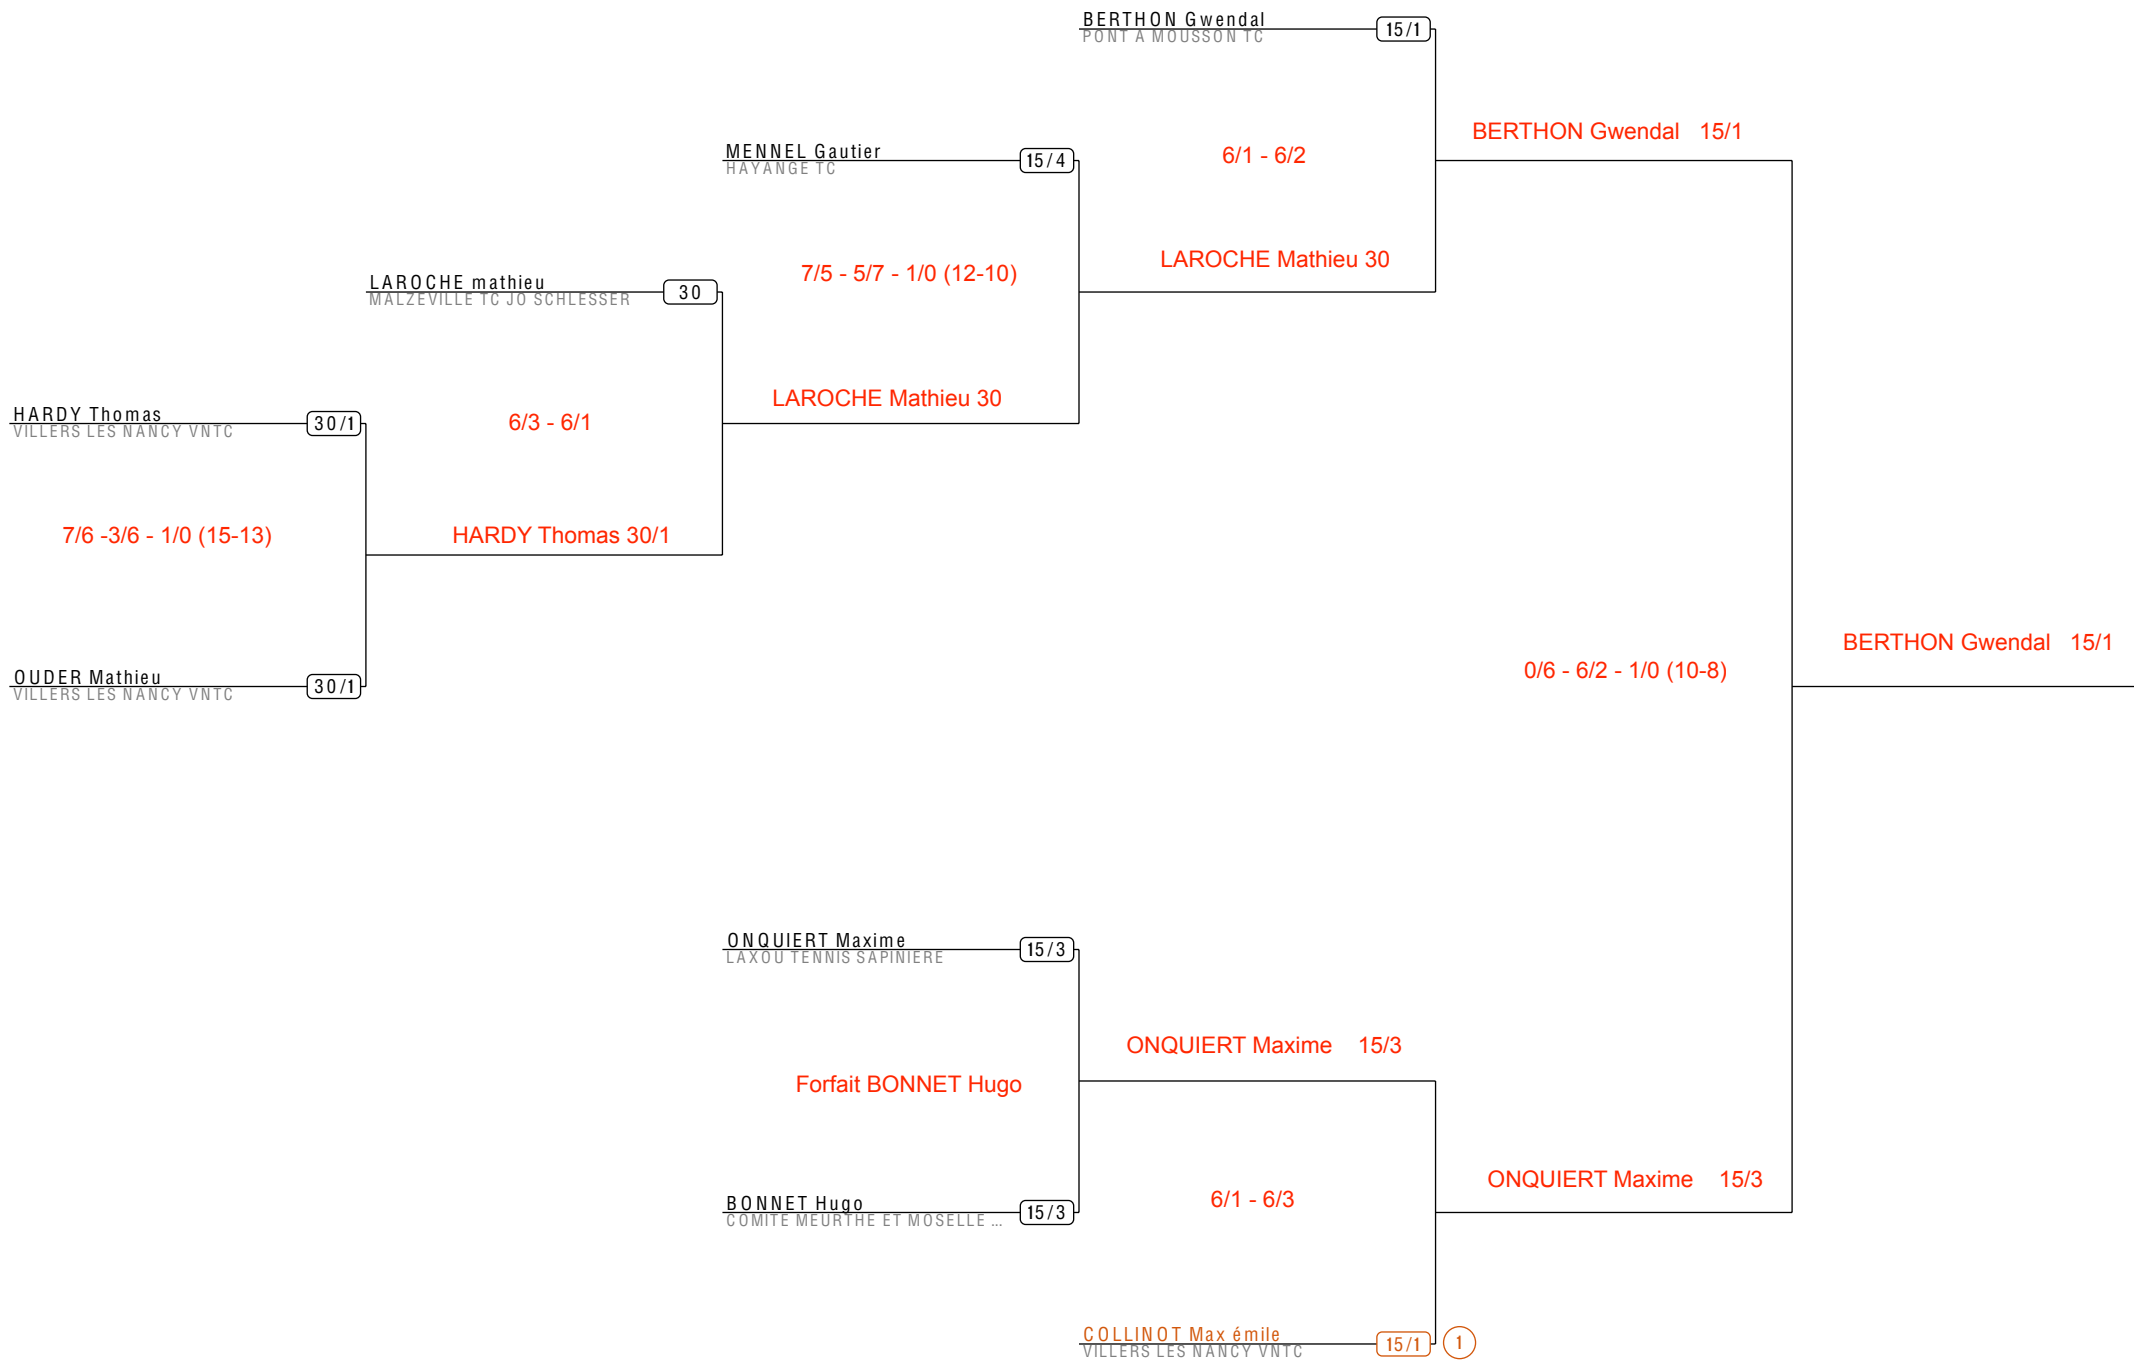 BERTHON Gwendal
15/1
PONT A MOUSSON TC
BERTHON Gwendal 15/1
MENNEL Gautier
15/4
HAYANGE TC
6/1 - 6/2
LAROCHE Mathieu 30
7/5 - 5/7 - 1/0 (12-10)
LAROCHE mathieu
30
MALZEVILLE TC JO SCHLESSER
LAROCHE Mathieu 30
HARDY Thomas
30/1
VILLERS LES NANCY VNTC
6/3 - 6/1
7/6 -3/6 - 1/0 (15-13)
HARDY Thomas 30/1
BERTHON Gwendal 15/1
0/6 - 6/2 - 1/0 (10-8)
OUDER Mathieu
30/1
VILLERS LES NANCY VNTC
ONQUIERT Maxime
15/3
LAXOU TENNIS SAPINIERE
ONQUIERT Maxime 15/3
Forfait BONNET Hugo
ONQUIERT Maxime 15/3
6/1 - 6/3
BONNET Hugo
15/3
COMITE MEURTHE ET MOSELLE ...
COLLINOT Max émile
15/1
1
VILLERS LES NANCY VNTC